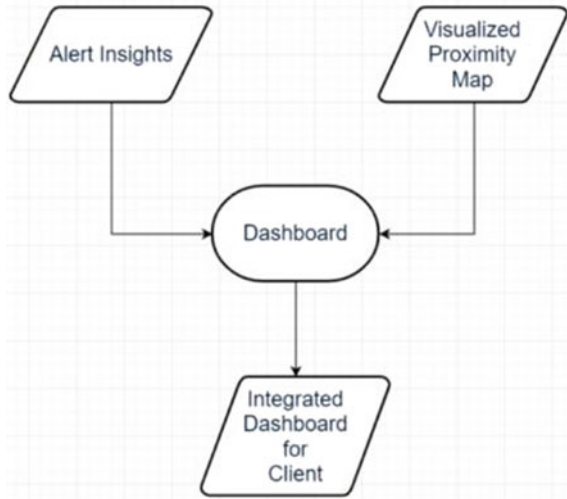 Alert Insights
Visualized
Proximity
Map
Dashboard
Integrated
Dashboard
for
Client